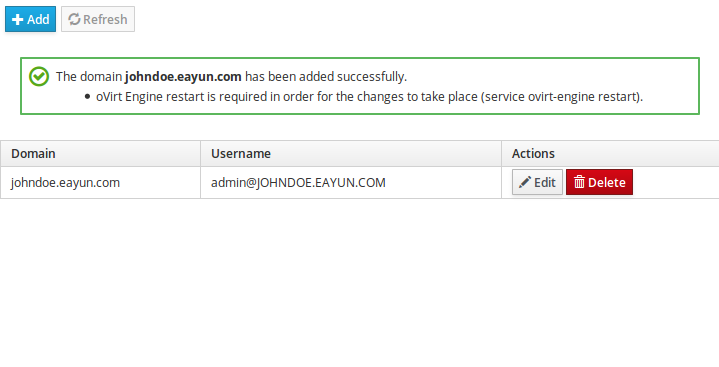 Add Refresh
The domain johndoe.eayun.com has been added successfully.
• oVirt Engine restart is required in order for the changes to take place (service ovirt-engine restart).
Domain Username Actions
johndoe.eayun.com admin@JOHNDOE.EAYUN.COM Edit Delete